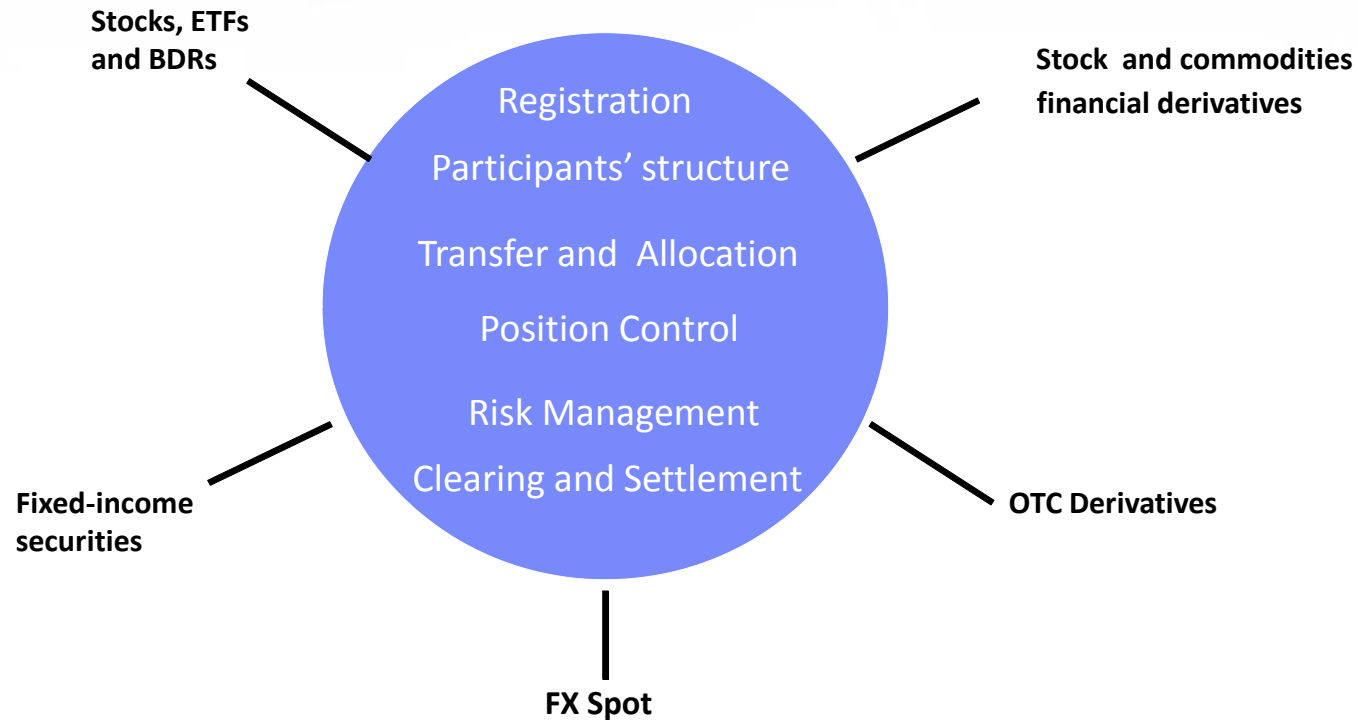 Stocks, ETFs
and BDRs
Stock and commodities
financial derivatives
Registration
Participants’ structure
Transfer and Allocation
Position Control
Risk Management
Clearing and Settlement
Fixed-income
securities
OTC Derivatives
FX Spot